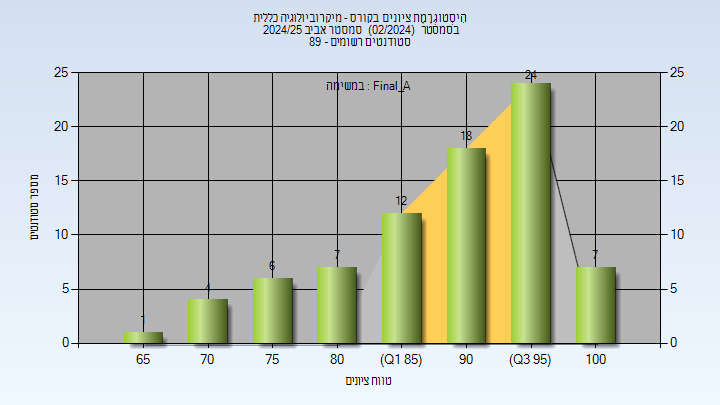 היסטוגרמת ציונים בקורס - מיקרוביולוגיה כללית
בסמסטר (02/2024) סמסטר אביב 2024/25
סטודנטים רשומים - 89
במשימה : Final_A
25 25
20 20
15 15
10 10
5 5
0 0
מספר סטודנטים
1 4 6 7 12 18 24 7
65 70 75 80 (Q1 85) 90 (Q3 95) 100
טווח ציונים